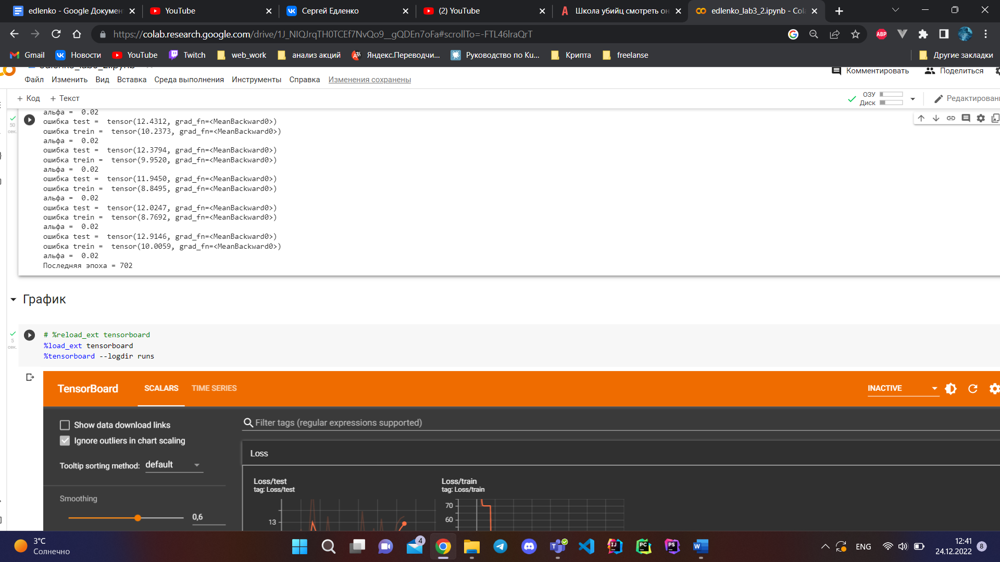 edlenko - Google Докумен
YouTube
Сергей Едленко
(2) YouTube
Школа убийц смотреть он
edlenko_lab3_2.ipynb - Col
https://colab.research.google.com/drive/1J_NIQJrqTH0TCEf7NvQo9__gQDEn7oFa#scrollTo=-FTL46lraQrT
ABP
Gmail
Новости
YouTube
Twitch
web_work
анализ акций
Яндекс.Переводчи...
Руководство по Ku...
Крипта
freelanse
Другие закладки
edlenko_lab3_2.ipynb
Комментировать
Поделиться
Файл
Изменить
Вид
Вставка
Среда выполнения
Инструменты
Справка
Изменения сохранены
+ Код
+ Текст
ОЗУ
Диск
Редактирован
50
сек.
альфа =  0.02
ошибка test =  tensor(12.4312, grad_fn=<MeanBackward0>)
ошибка trein =  tensor(10.2373, grad_fn=<MeanBackward0>)
альфа =  0.02
ошибка test =  tensor(12.3794, grad_fn=<MeanBackward0>)
ошибка trein =  tensor(9.9520, grad_fn=<MeanBackward0>)
альфа =  0.02
ошибка test =  tensor(11.9450, grad_fn=<MeanBackward0>)
ошибка trein =  tensor(8.8495, grad_fn=<MeanBackward0>)
альфа =  0.02
ошибка test =  tensor(12.0247, grad_fn=<MeanBackward0>)
ошибка trein =  tensor(8.7692, grad_fn=<MeanBackward0>)
альфа =  0.02
ошибка test =  tensor(12.9146, grad_fn=<MeanBackward0>)
ошибка trein =  tensor(10.0059, grad_fn=<MeanBackward0>)
альфа =  0.02
Последняя эпоха = 702
График
5
сек.
# %reload_ext tensorboard
%load_ext tensorboard
%tensorboard --logdir runs
TensorBoard
SCALARS
TIME SERIES
INACTIVE
Show data download links
Ignore outliers in chart scaling
Tooltip sorting method: default
Smoothing
0,6
Filter tags (regular expressions supported)
Loss
Loss/test
tag: Loss/test
13
Loss/train
tag: Loss/train
70
60
3°C
Солнечно
4
ENG
12:41
24.12.2022
8